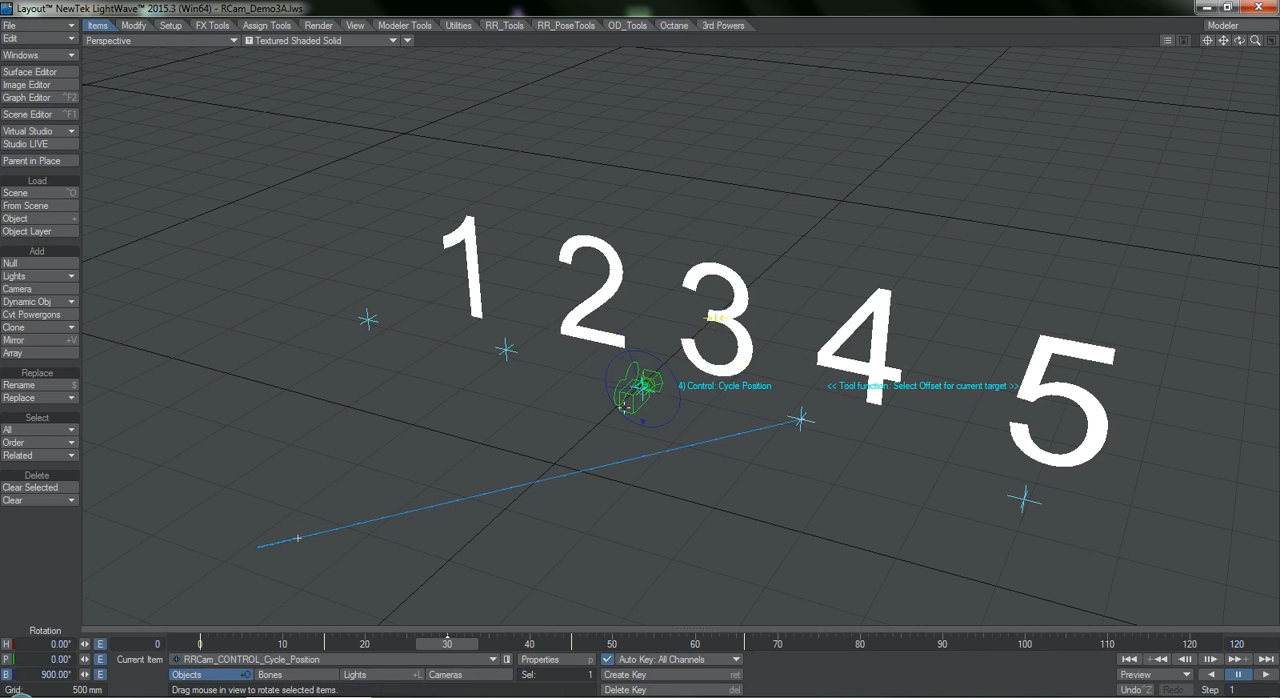 Layout™ NewTek LightWave™ 2015.3 (Win64) - RCam_Demo3A.lws
File Items Modify Setup FX Tools Assign Tools Render View Modeler Tools Utilities RR_Tools RR_PoseTools OD_Tools Octane 3rd Powers Modeler
Edit Perspective Textured Shaded Solid
Windows
Surface Editor
Image Editor
Graph Editor ^F2
Scene Editor ^F1
Virtual Studio
Studio LIVE
Parent in Place
Load
Scene ^O
From Scene
Object +
Object Layer
Add
Null
Lights
Camera
Dynamic Obj
Cvt Powergons
Clone
Mirror +V
Array
Replace
Rename $
Replace
Select
All
Order
Related
Delete
Clear Selected -
Clear
1 2 3 4 5
4) Control: Cycle Position << Tool function: Select Offset for current target >>
Rotation
H 0.00° E 0 0 10 20 30 40 50 60 70 80 90 100 110 120 120
P 0.00° E Current Item RRCam_CONTROL_Cycle_Position Properties p Auto Key: All Channels
B 900.00° E Objects +O Bones Lights +L Cameras Sel: 1 Create Key ret Preview
Grid: 500 mm Drag mouse in view to rotate selected items. Delete Key del Undo ^Z Redo Step 1